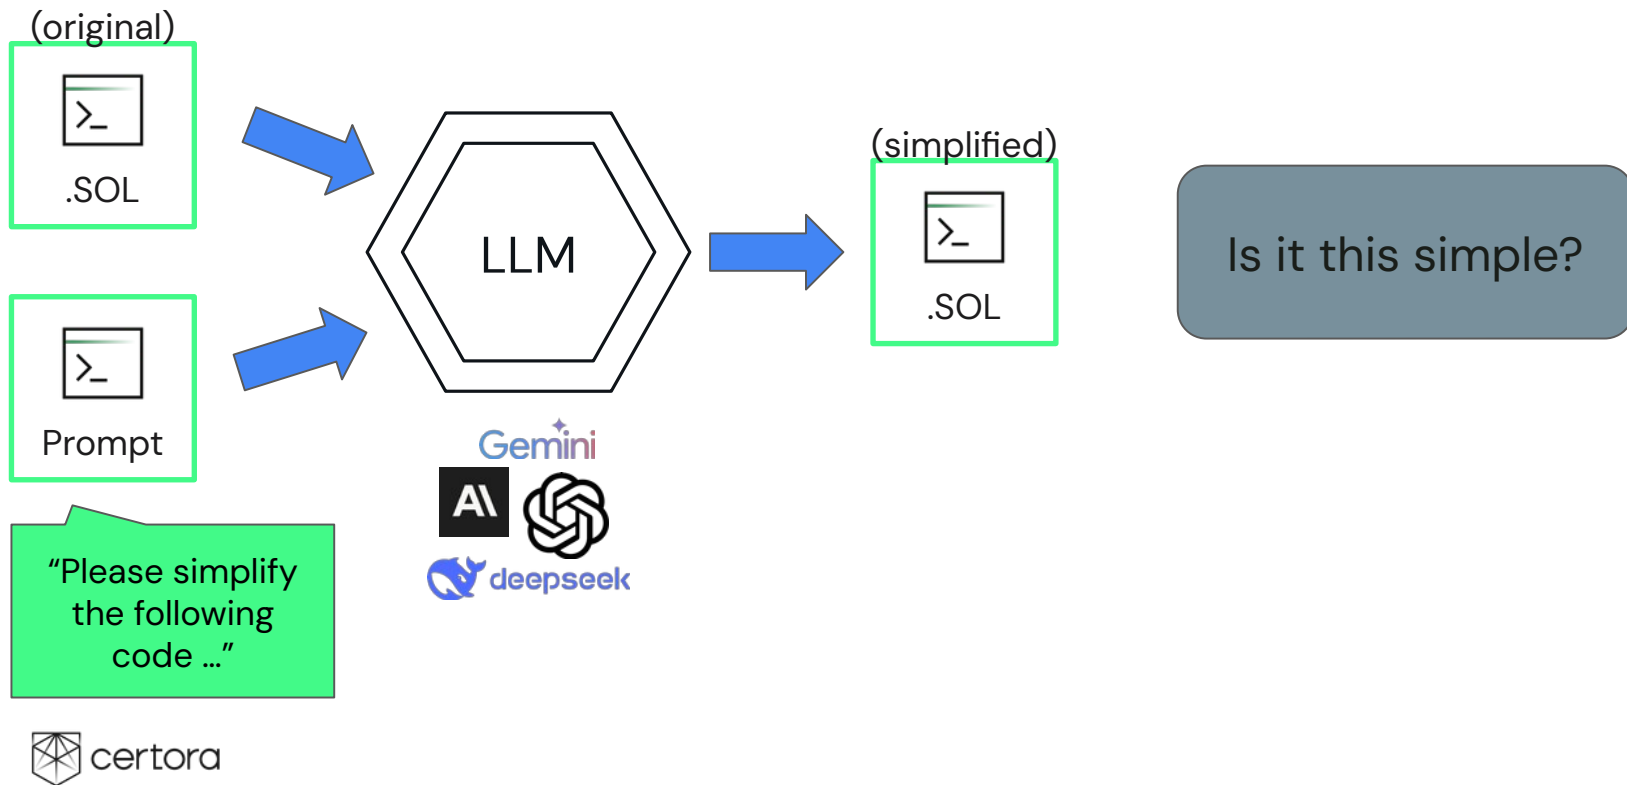 (original)
>_
.SOL
>_
Prompt
“Please simplify
the following
code ...”
LLM
Gemini
A\
deepseek
(simplified)
>_
.SOL
Is it this simple?
certora